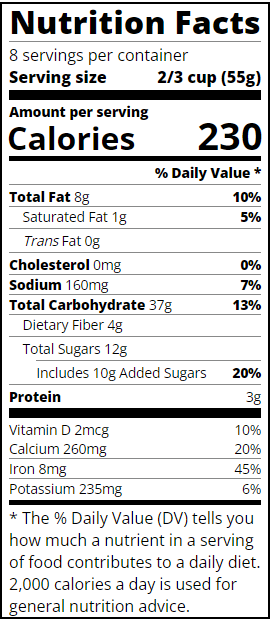 Nutrition Facts
8 servings per container
Serving size 2/3 cup (55g)
Amount per serving
Calories 230
% Daily Value *
Total Fat 8g 10%
Saturated Fat 1g 5%
Trans Fat 0g
Cholesterol 0mg 0%
Sodium 160mg 7%
Total Carbohydrate 37g 13%
Dietary Fiber 4g
Total Sugars 12g
Includes 10g Added Sugars 20%
Protein 3g
Vitamin D 2mcg 10%
Calcium 260mg 20%
Iron 8mg 45%
Potassium 235mg 6%
* The % Daily Value (DV) tells you
how much a nutrient in a serving
of food contributes to a daily diet.
2,000 calories a day is used for
general nutrition advice.